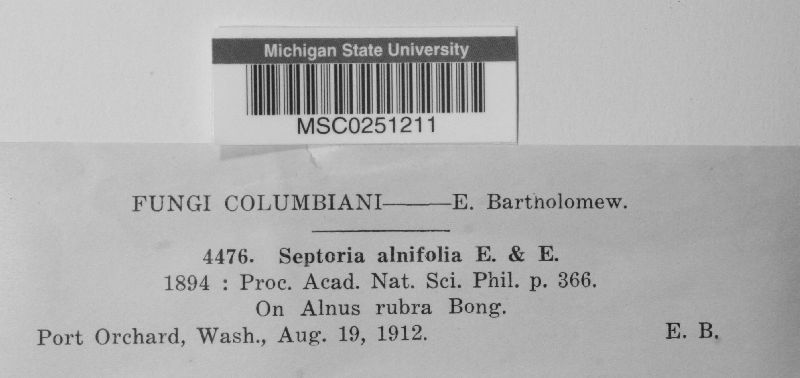 Michigan State University
MSC0251211
FUNGI COLUMBIANI——E. Bartholomew.
4476. Septoria alnifolia E. & E.
1894 : Proc. Acad. Nat. Sci. Phil. p. 366.
On Alnus rubra Bong.
Port Orchard, Wash., Aug. 19, 1912. E. B.